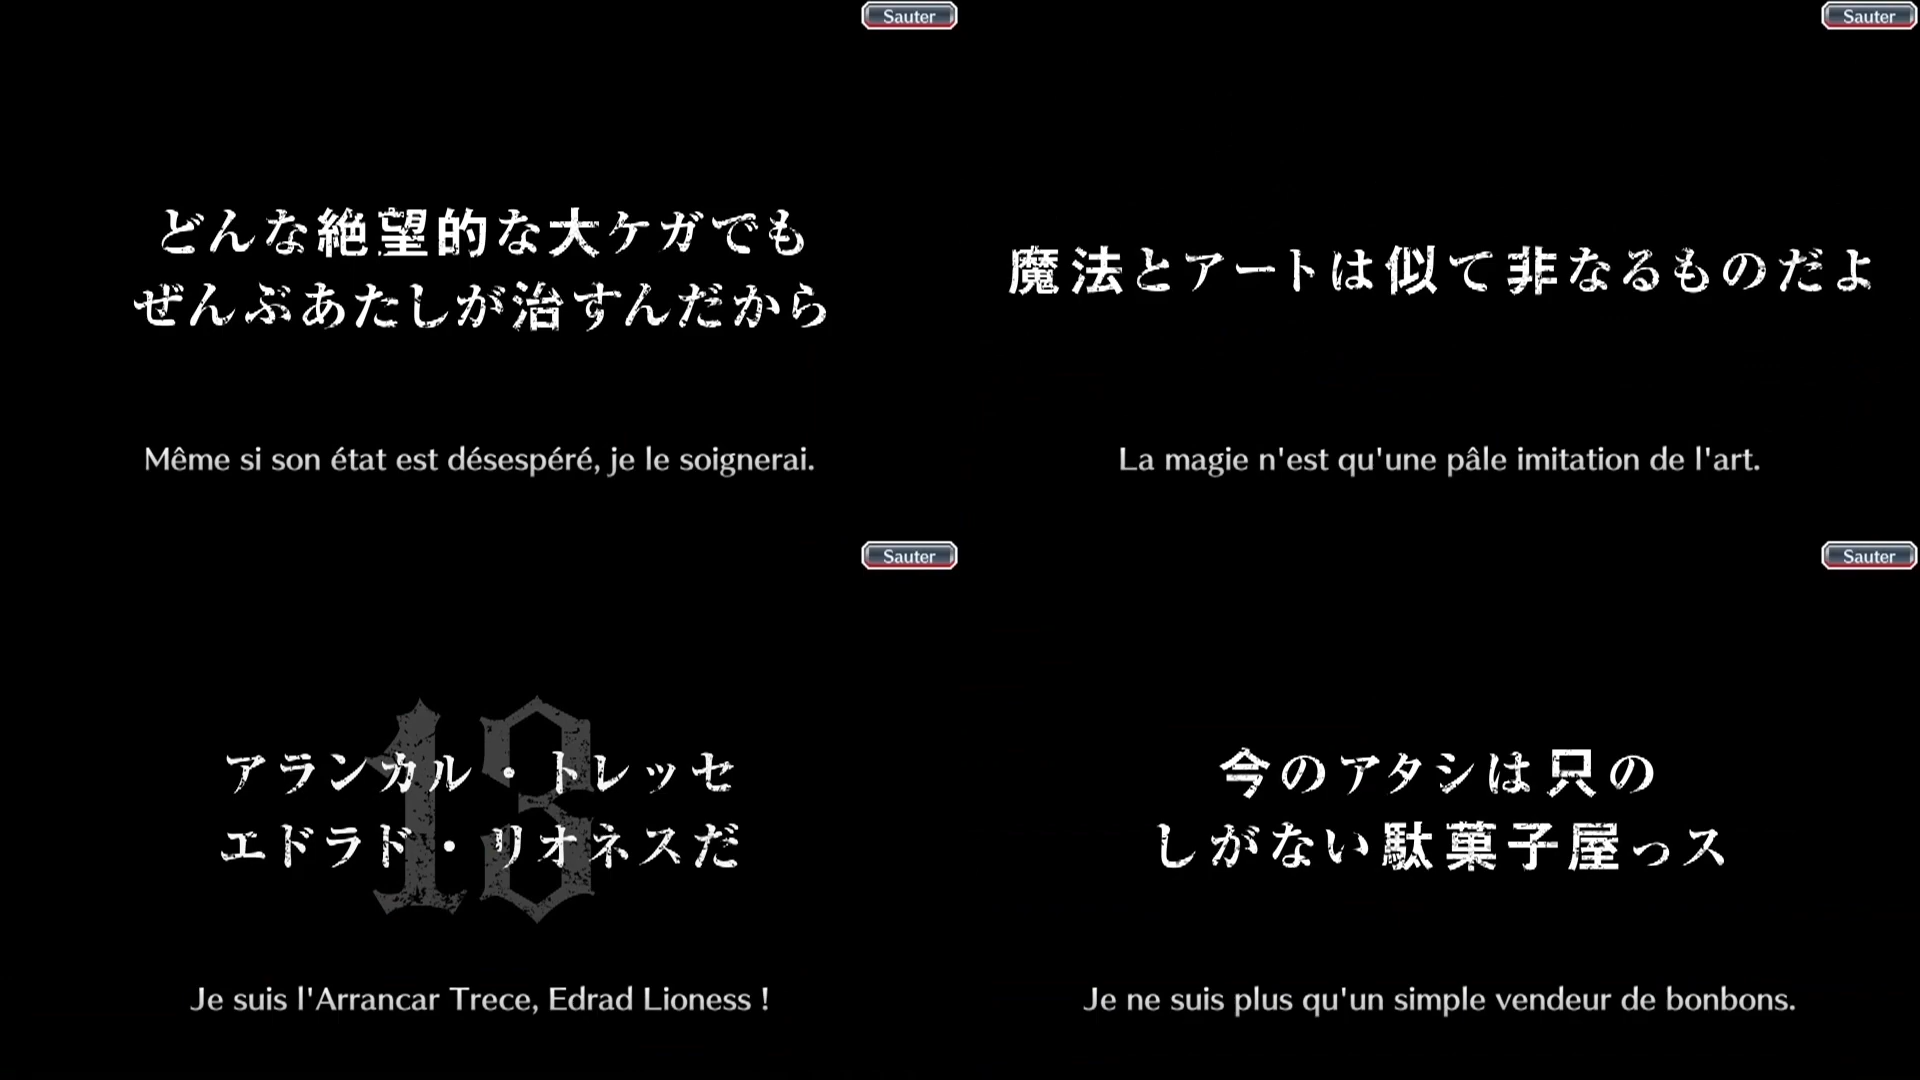 Sauter
どんな絶望的な大ケガでも
ぜんぶあたしが治すんだから
Même si son état est désespéré, je le soignerai.
Sauter
魔法とアートは似て非なるものだよ
La magie n'est qu'une pâle imitation de l'art.
Sauter
13
アランカル・トレッセ
エドラド・リオネスだ
Je suis l'Arrancar Trece, Edrad Lioness !
Sauter
今のアタシは只の
しがない駄菓子屋っス
Je ne suis plus qu'un simple vendeur de bonbons.